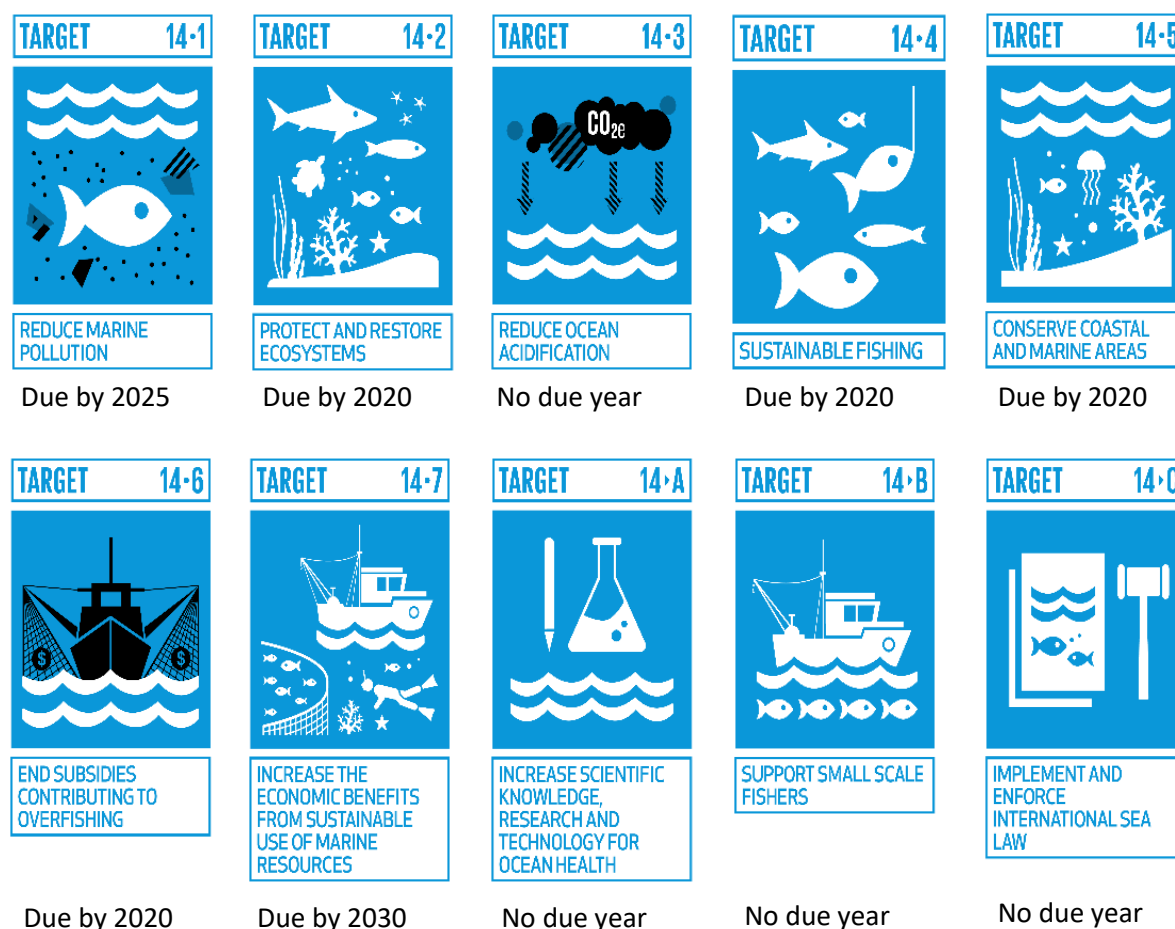 TARGET 14·1
TARGET 14·2
TARGET 14·3
TARGET 14·4
TARGET 14·5
CO2e
REDUCE MARINE
POLLUTION
PROTECT AND RESTORE
ECOSYSTEMS
REDUCE OCEAN
ACIDIFICATION
SUSTAINABLE FISHING
CONSERVE COASTAL
AND MARINE AREAS
Due by 2025
Due by 2020
No due year
Due by 2020
Due by 2020
TARGET 14·6
TARGET 14·7
TARGET 14‣A
TARGET 14‣B
TARGET 14‣C
$ $
END SUBSIDIES
CONTRIBUTING TO
OVERFISHING
INCREASE THE
ECONOMIC BENEFITS
FROM SUSTAINABLE
USE OF MARINE
RESOURCES
INCREASE SCIENTIFIC
KNOWLEDGE,
RESEARCH AND
TECHNOLOGY FOR
OCEAN HEALTH
SUPPORT SMALL SCALE
FISHERS
IMPLEMENT AND
ENFORCE
INTERNATIONAL SEA
LAW
Due by 2020
Due by 2030
No due year
No due year
No due year